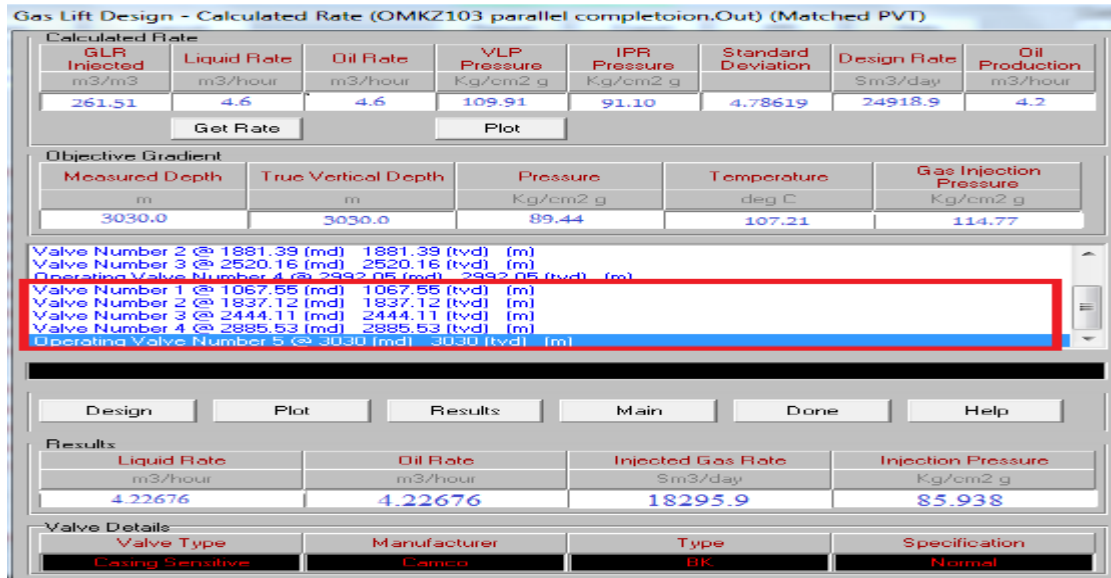 Gas Lift Design - Calculated Rate (OMKZ103 parallel completoion.Out) (Matched PVT)
Calculated Rate
GLR Injected Liquid Rate Oil Rate VLP Pressure IPR Pressure Standard Deviation Design Rate Oil Production
m3/m3 m3/hour m3/hour Kg/cm2 g Kg/cm2 g Sm3/day m3/hour
261.51 4.6 4.6 109.91 91.10 4.78619 24918.9 4.2
Get Rate Plot
Objective Gradient
Measured Depth True Vertical Depth Pressure Temperature Gas Injection Pressure
m m Kg/cm2 g deg C Kg/cm2 g
3030.0 3030.0 89.44 107.21 114.77
Valve Number 2 @ 1881.39 (md) 1881.39 (tvd) (m)
Valve Number 3 @ 2520.16 (md) 2520.16 (tvd) (m)
Operating Valve Number 4 @ 2992.05 (md) 2992.05 (tvd) (m)
Valve Number 1 @ 1067.55 (md) 1067.55 (tvd) (m)
Valve Number 2 @ 1837.12 (md) 1837.12 (tvd) (m)
Valve Number 3 @ 2444.11 (md) 2444.11 (tvd) (m)
Valve Number 4 @ 2885.53 (md) 2885.53 (tvd) (m)
Operating Valve Number 5 @ 3030 (md) 3030 (tvd) (m)
Design Plot Results Main Done Help
Results
Liquid Rate Oil Rate Injected Gas Rate Injection Pressure
m3/hour m3/hour Sm3/day Kg/cm2 g
4.22676 4.22676 18295.9 85.938
Valve Details
Valve Type Manufacturer Type Specification
Casing Sensitive Camco BK Normal